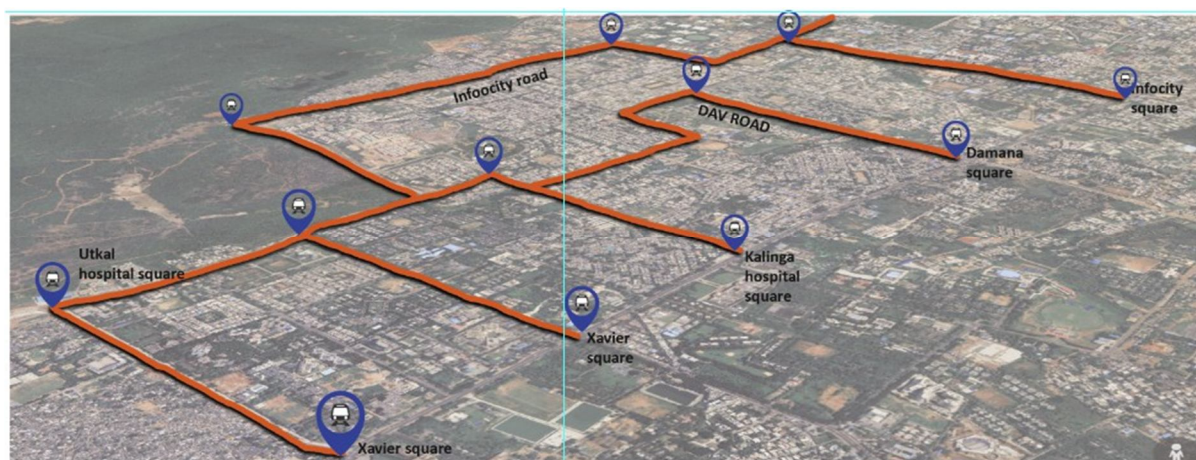 Infoocity road
Infocity
square
DAV ROAD
Damana
square
Utkal
hospital square
Kalinga
hospital
square
Xavier
square
Xavier square